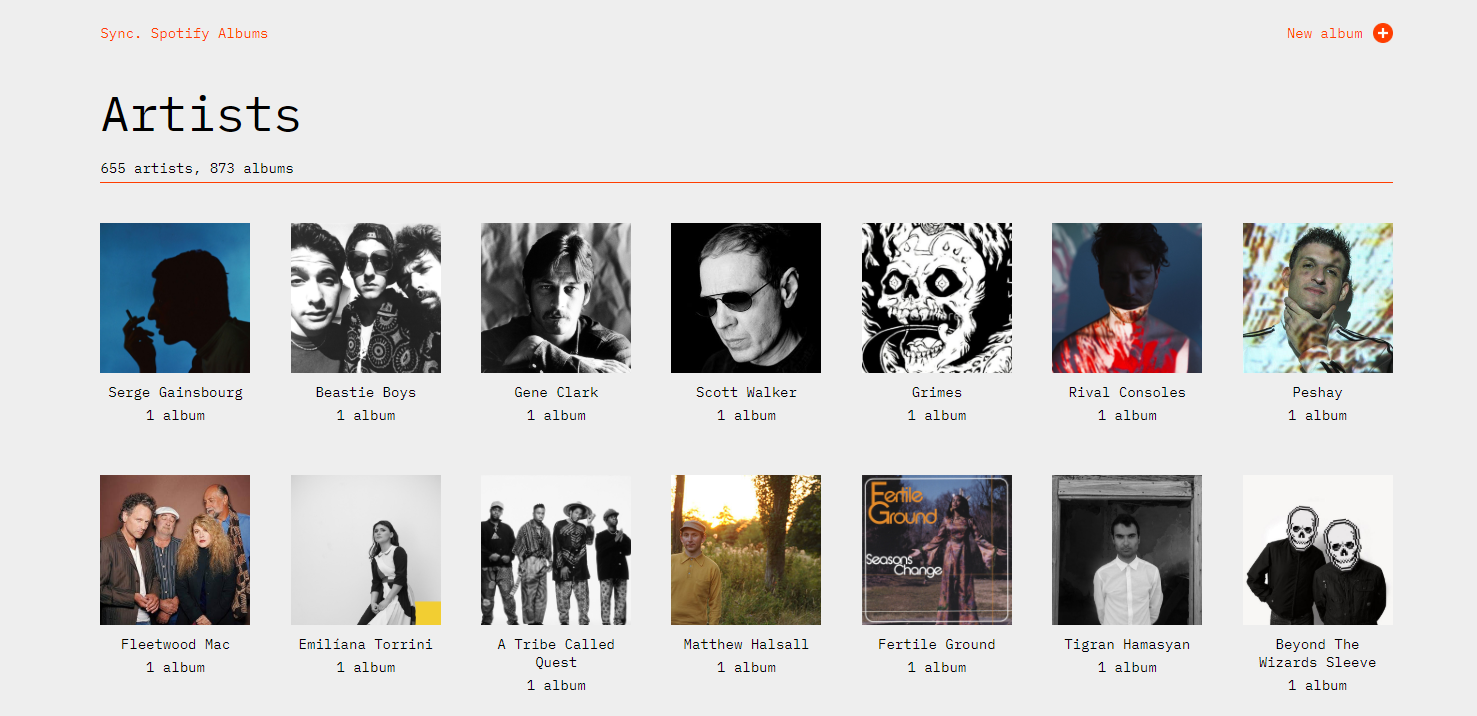 Sync. Spotify Albums
New album
Artists
655 artists, 873 albums
Serge Gainsbourg
1 album
Beastie Boys
1 album
Gene Clark
1 album
Scott Walker
1 album
Grimes
1 album
Rival Consoles
1 album
Peshay
1 album
Fleetwood Mac
1 album
Emilíana Torrini
1 album
A Tribe Called
Quest
1 album
Matthew Halsall
1 album
Fertile
Ground
Seasons
Change
Fertile Ground
1 album
Tigran Hamasyan
1 album
Beyond The
Wizards Sleeve
1 album